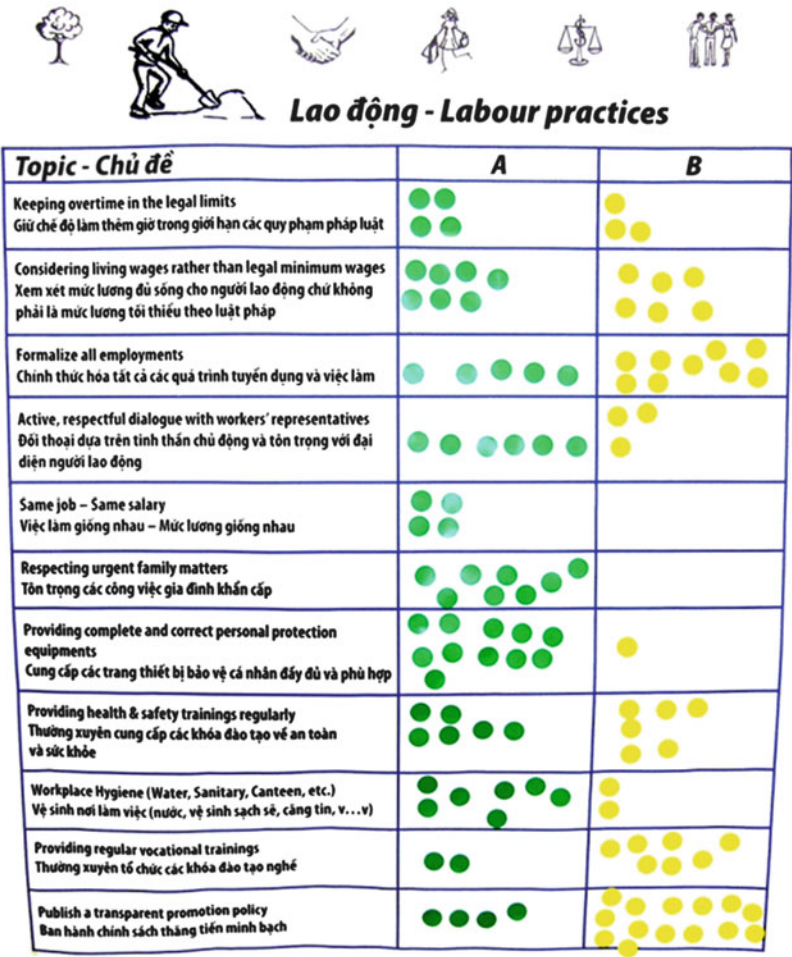 Lao động - Labour practices
Topic - Chủ đề
A
B
Keeping overtime in the legal limits
Giữ chế độ làm thêm giờ trong giới hạn các quy phạm pháp luật
Considering living wages rather than legal minimum wages
Xem xét mức lương đủ sống cho người lao động chứ không
phải là mức lương tối thiểu theo luật pháp
Formalize all employments
Chính thức hóa tất cả các quá trình tuyển dụng và việc làm
Active, respectful dialogue with workers' representatives
Đối thoại dựa trên tinh thần chủ động và tôn trọng với đại
diện người lao động
Same job – Same salary
Việc làm giống nhau – Mức lương giống nhau
Respecting urgent family matters
Tôn trọng các công việc gia đình khẩn cấp
Providing complete and correct personal protection
equipments
Cung cấp các trang thiết bị bảo vệ cá nhân đầy đủ và phù hợp
Providing health & safety trainings regularly
Thường xuyên cung cấp các khóa đào tạo về an toàn
và sức khỏe
Workplace Hygiene (Water, Sanitary, Canteen, etc.)
Vệ sinh nơi làm việc (nước, vệ sinh sạch sẽ, căng tin, v...v)
Providing regular vocational trainings
Thường xuyên tổ chức các khóa đào tạo nghề
Publish a transparent promotion policy
Ban hành chính sách thăng tiến minh bạch